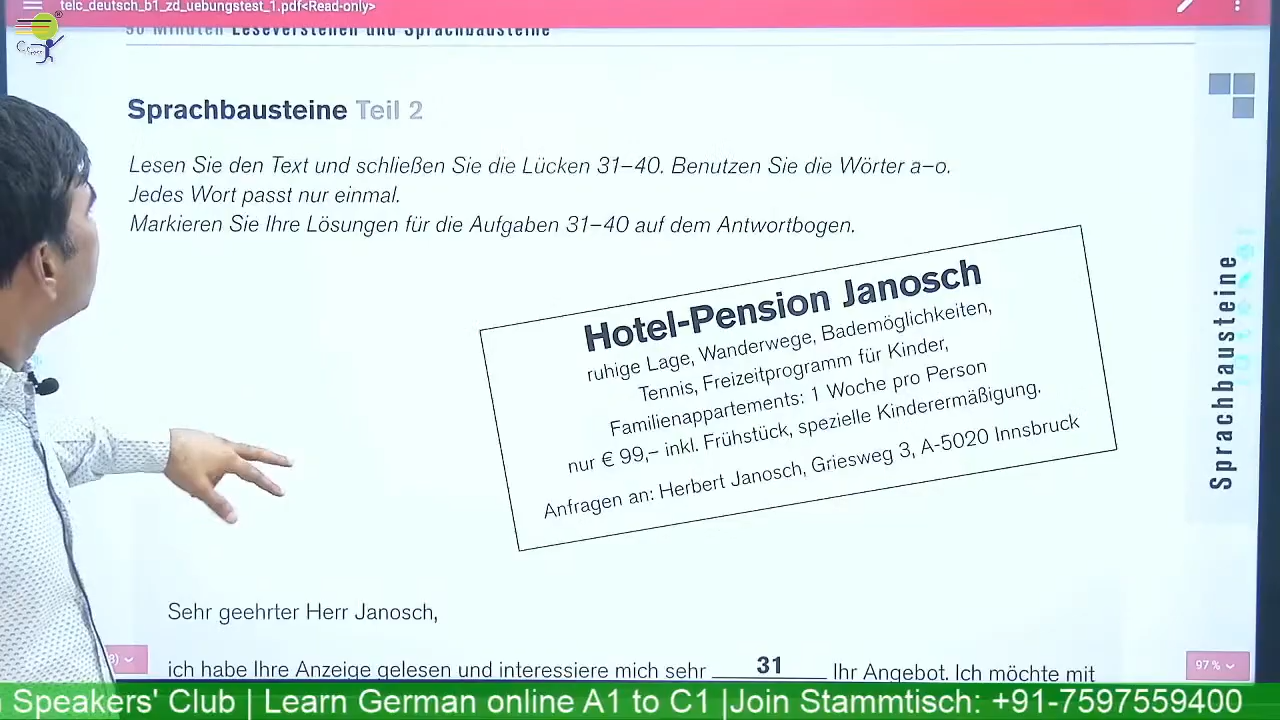 telc_deutsch_b1_zd_uebungstest_1.pdf<Read-only>
90 Minuten Leseverstehen und Sprachbausteine
Sprachbausteine Teil 2
Lesen Sie den Text und schließen Sie die Lücken 31–40. Benutzen Sie die Wörter a–o.
Jedes Wort passt nur einmal.
Markieren Sie Ihre Lösungen für die Aufgaben 31–40 auf dem Antwortbogen.
Hotel-Pension Janosch
ruhige Lage, Wanderwege, Bademöglichkeiten,
Tennis, Freizeitprogramm für Kinder,
Familienappartements: 1 Woche pro Person
nur € 99,– inkl. Frühstück, spezielle Kinderermäßigung.
Anfragen an: Herbert Janosch, Griesweg 3, A-5020 Innsbruck
Sprachbausteine
Sehr geehrter Herr Janosch,
ich habe Ihre Anzeige gelesen und interessiere mich sehr ___31___ Ihr Angebot. Ich möchte mit
97 %
Speakers' Club | Learn German online A1 to C1 |Join Stammtisch: +91-7597559400